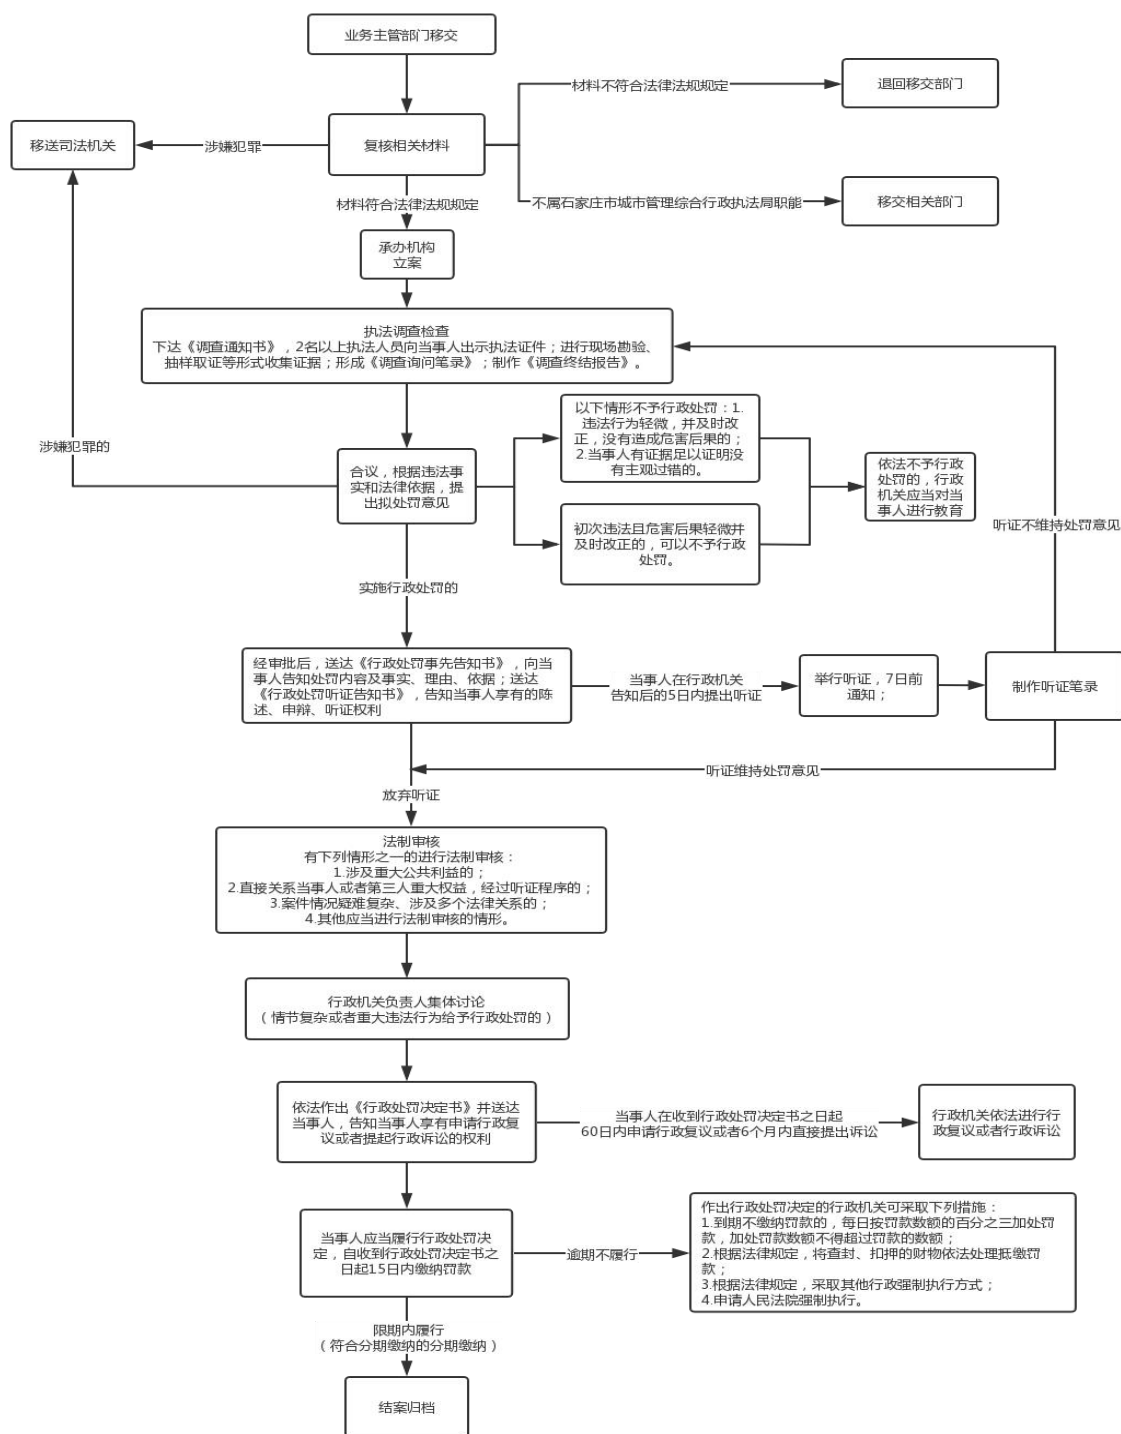 业务主管部门移交
材料不符合法律法规规定
退回移交部门
移送司法机关
涉嫌犯罪
复核相关材料
不属石家庄市城市管理综合行政执法局职能
移交相关部门
材料符合法律法规规定
承办机构
立案
执法调查检查
下达《调查通知书》，2名以上执法人员向当事人出示执法证件；进行现场勘验、
抽样取证等形式收集证据；形成《调查询问笔录》；制作《调查终结报告》。
涉嫌犯罪的
合议，根据违法事
实和法律依据，提
出拟处罚意见
以下情形不予行政处罚：1.
违法行为轻微，并及时改
正，没有造成危害后果的；
2.当事人有证据足以证明没
有主观过错的。
初次违法且危害后果轻微并
及时改正的，可以不予行政
处罚。
依法不予行政
处罚的，行政
机关应当对当
事人进行教育
听证不维持处罚意见
实施行政处罚的
经审批后，送达《行政处罚事先告知书》，向当
事人告知处罚内容及事实、理由、依据；送达
《行政处罚听证告知书》，告知当事人享有的陈
述、申辩、听证权利
当事人在行政机关
告知后的5日内提出听证
举行听证，7日前
通知；
制作听证笔录
听证维持处罚意见
放弃听证
法制审核
有下列情形之一的进行法制审核：
1.涉及重大公共利益的；
2.直接关系当事人或者第三人重大权益，经过听证程序的；
3.案件情况疑难复杂、涉及多个法律关系的；
4.其他应当进行法制审核的情形。
行政机关负责人集体讨论
（情节复杂或者重大违法行为给予行政处罚的）
依法作出《行政处罚决定书》并送达
当事人，告知当事人享有申请行政复
议或者提起行政诉讼的权利
当事人在收到行政处罚决定书之日起
60日内申请行政复议或者6个月内直接提出诉讼
行政机关依法进行行
政复议或者行政诉讼
当事人应当履行行政处罚决
定，自收到行政处罚决定书之
日起15日内缴纳罚款
逾期不履行
作出行政处罚决定的行政机关可采取下列措施：
1.到期不缴纳罚款的，每日按罚款数额的百分之三加处罚
款，加处罚款数额不得超过罚款的数额；
2.根据法律规定，将查封、扣押的财物依法处理抵缴罚
款；
3.根据法律规定，采取其他行政强制执行方式；
4.申请人民法院强制执行。
限期内履行
（符合分期缴纳的分期缴纳）
结案归档